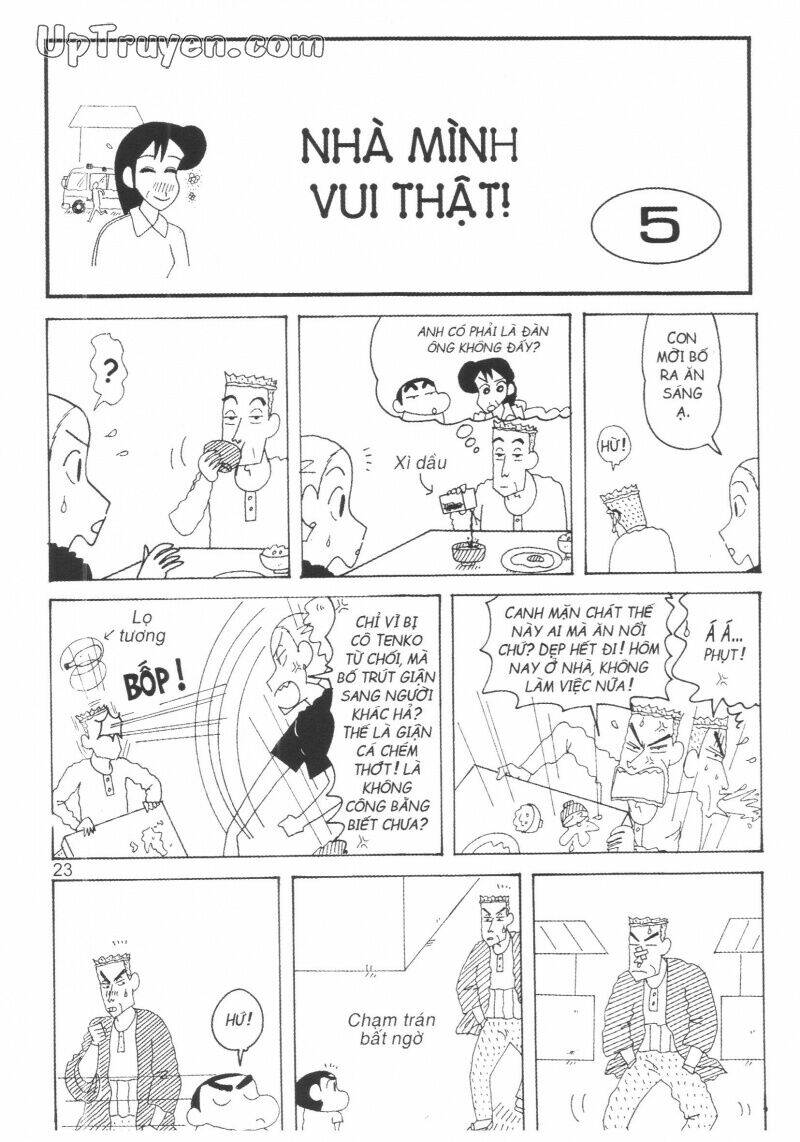 UpTruyen.com
NHÀ MÌNH
VUI THẬT!
5
CON
MỜI BỐ
RA ĂN
SÁNG
Ạ.
HỪ!
ANH CÓ PHẢI LÀ ĐÀN
ÔNG KHÔNG ĐẤY?
Xì dầu
?
Á Á...
PHỤT!
CANH MẶN CHÁT THẾ
NÀY AI MÀ ĂN NỔI
CHỨ? DẸP HẾT ĐI! HÔM
NAY Ở NHÀ, KHÔNG
LÀM VIỆC NỮA!
CHỈ VÌ BỊ
CÔ TENKO
TỪ CHỐI, MÀ
BỐ TRÚT GIẬN
SANG NGƯỜI
KHÁC HẢ?
THẾ LÀ GIẬN
CÁ CHÉM
THỚT! LÀ
KHÔNG
CÔNG BẰNG
BIẾT CHƯA?
Lọ
tương
BỐP!
23
Chạm trán
bất ngờ
HỨ!